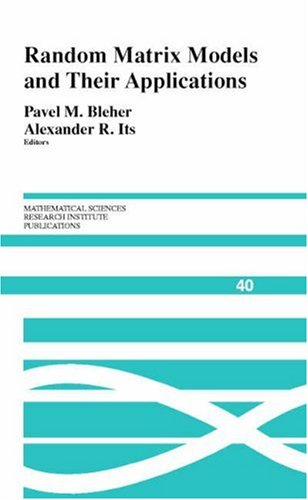 Random Matrix Models
and Their Applications
Pavel M. Bleher
Alexander R. Its
Editors
MATHEMATICAL SCIENCES
RESEARCH INSTITUTE
PUBLICATIONS
40